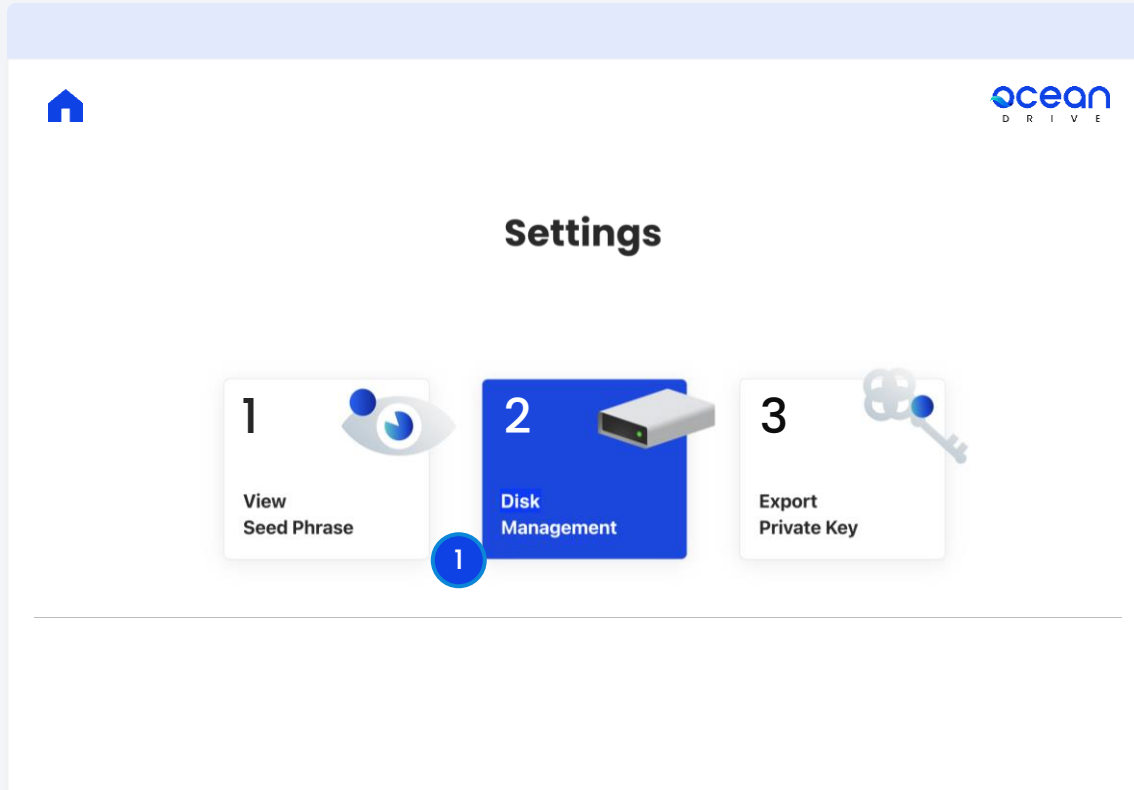 ocean
DRIVE
Settings
1
View
Seed Phrase
2
Disk
Management
3
Export
Private Key
1